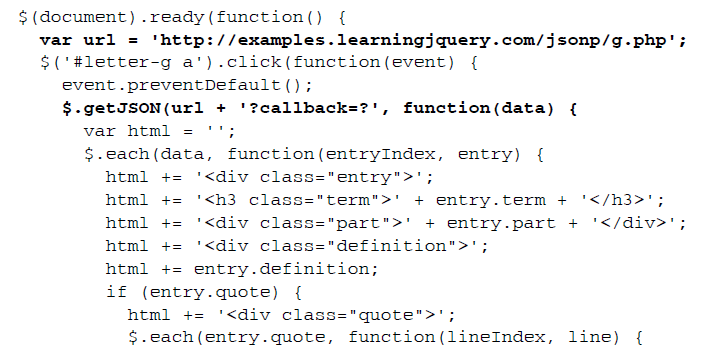 $(document).ready(function() {
var url = 'http://examples.learningjquery.com/jsonp/g.php';
$('#letter-g a').click(function(event) {
event.preventDefault();
$.getJSON(url + '?callback=?', function(data) {
var html = '';
$.each(data, function(entryIndex, entry) {
html += '<div class="entry">';
html += '<h3 class="term">' + entry.term + '</h3>';
html += '<div class="part">' + entry.part + '</div>';
html += '<div class="definition">';
html += entry.definition;
if (entry.quote) {
html += '<div class="quote">';
$.each(entry.quote, function(lineIndex, line) {